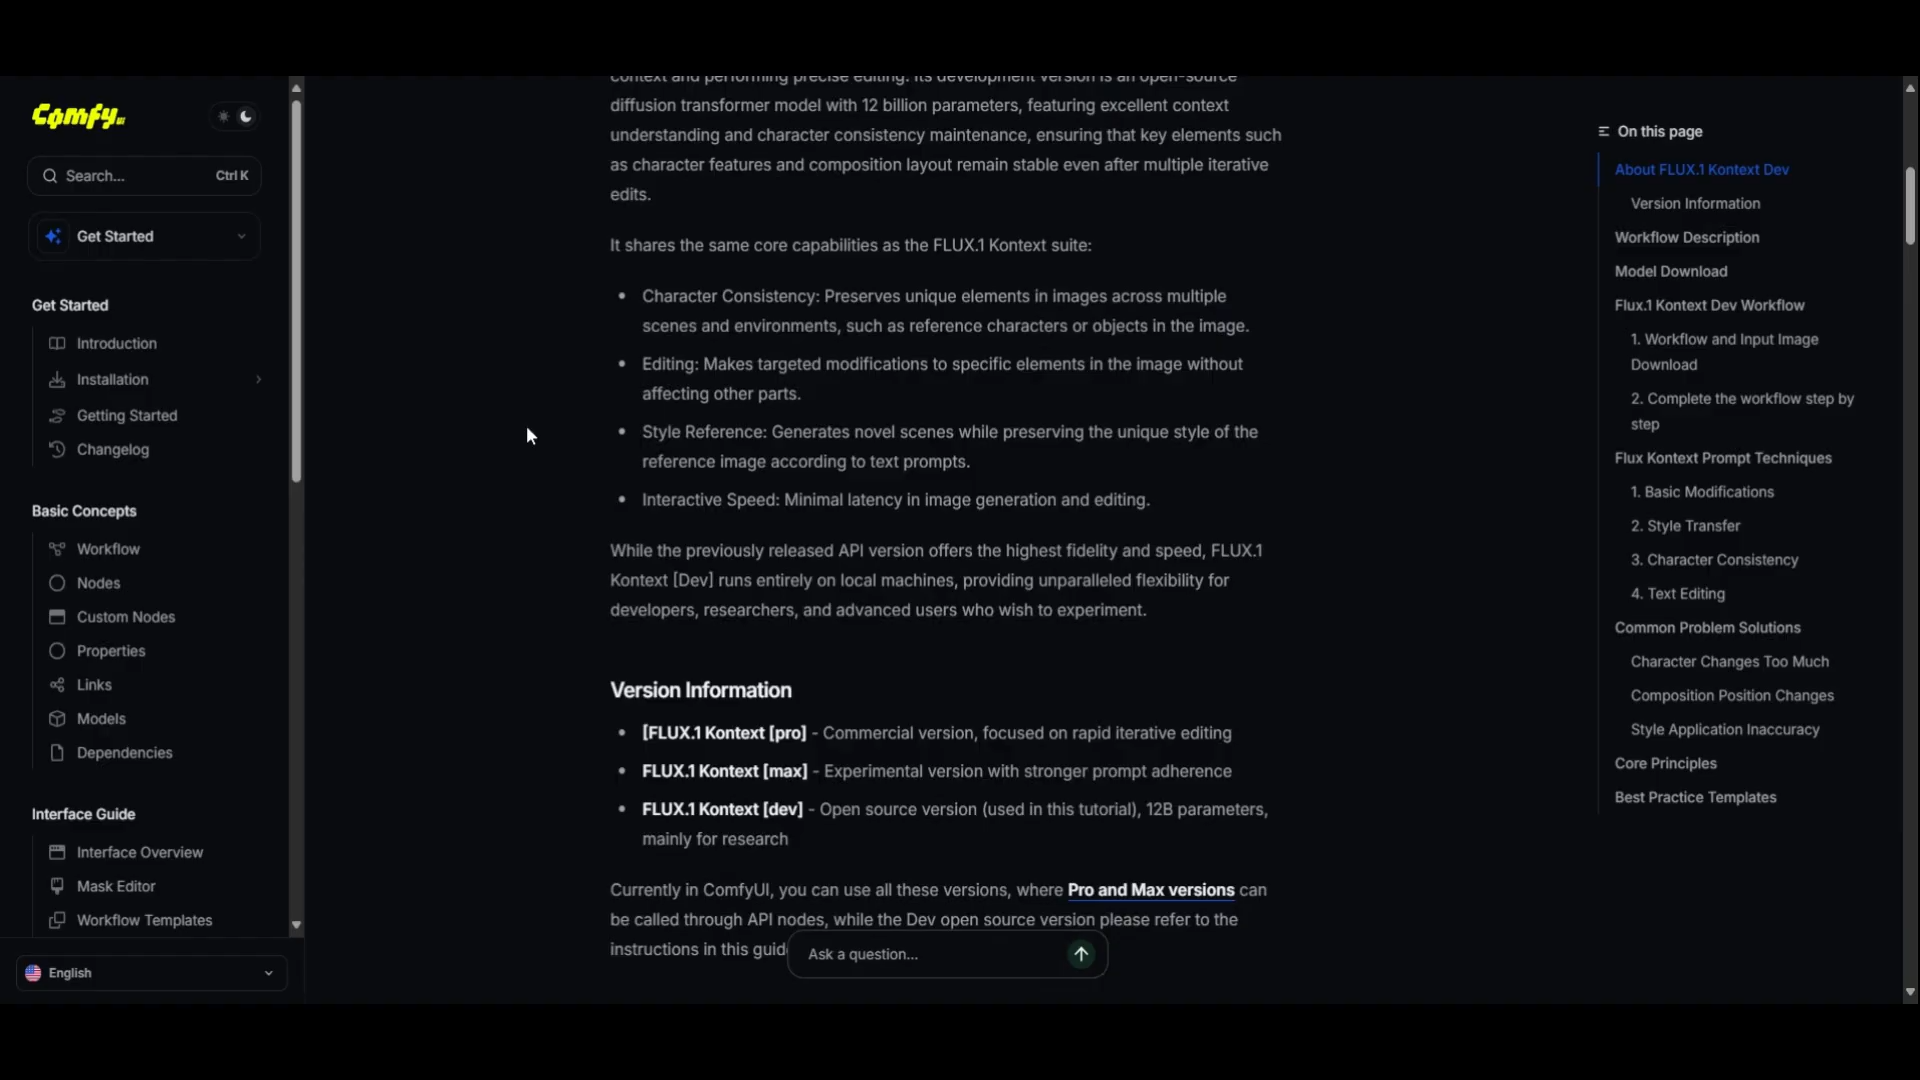 Comfy
Search...
Ctrl K
Get Started
Get Started
Introduction
Installation
Getting Started
Changelog
Basic Concepts
Workflow
Nodes
Custom Nodes
Properties
Links
Models
Dependencies
Interface Guide
Interface Overview
Mask Editor
Workflow Templates
English
context and performing precise editing. Its development version is an open-source
diffusion transformer model with 12 billion parameters, featuring excellent context
understanding and character consistency maintenance, ensuring that key elements such
as character features and composition layout remain stable even after multiple iterative
edits.
It shares the same core capabilities as the FLUX.1 Kontext suite:
• Character Consistency: Preserves unique elements in images across multiple
scenes and environments, such as reference characters or objects in the image.
• Editing: Makes targeted modifications to specific elements in the image without
affecting other parts.
• Style Reference: Generates novel scenes while preserving the unique style of the
reference image according to text prompts.
• Interactive Speed: Minimal latency in image generation and editing.
While the previously released API version offers the highest fidelity and speed, FLUX.1
Kontext [Dev] runs entirely on local machines, providing unparalleled flexibility for
developers, researchers, and advanced users who wish to experiment.
Version Information
• [FLUX.1 Kontext [pro] - Commercial version, focused on rapid iterative editing
• FLUX.1 Kontext [max] - Experimental version with stronger prompt adherence
• FLUX.1 Kontext [dev] - Open source version (used in this tutorial), 12B parameters,
mainly for research
Currently in ComfyUI, you can use all these versions, where Pro and Max versions can
be called through API nodes, while the Dev open source version please refer to the
instructions in this guid
Ask a question...
On this page
About FLUX.1 Kontext Dev
Version Information
Workflow Description
Model Download
Flux.1 Kontext Dev Workflow
1. Workflow and Input Image
Download
2. Complete the workflow step by
step
Flux Kontext Prompt Techniques
1. Basic Modifications
2. Style Transfer
3. Character Consistency
4. Text Editing
Common Problem Solutions
Character Changes Too Much
Composition Position Changes
Style Application Inaccuracy
Core Principles
Best Practice Templates